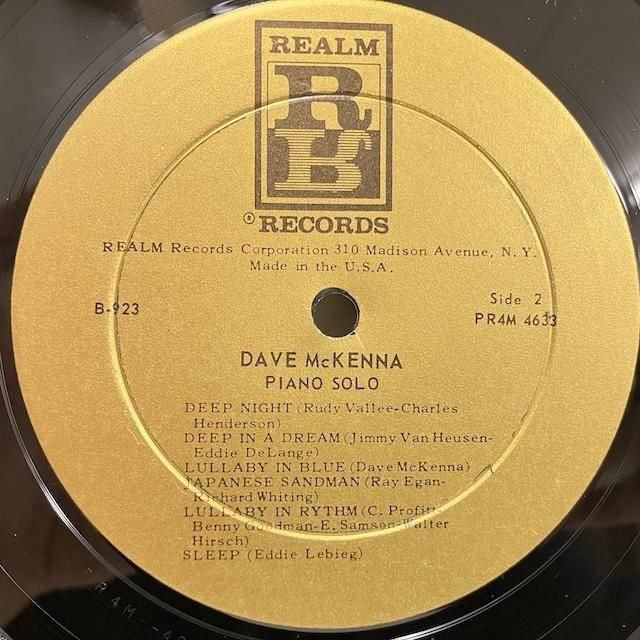 REALM
R
R
® RECORDS
REALM Records Corporation 310 Madison Avenue, N. Y.
Made in the U.S.A.
B-923
Side 2
PR4M 4633
DAVE McKENNA
PIANO SOLO
DEEP NIGHT (Rudy Vallee-Charles
Henderson)
DEEP IN A DREAM (Jimmy Van Heusen-
Eddie DeLange)
LULLABY IN BLUE (Dave McKenna)
JAPANESE SANDMAN (Ray Egan-
Richard Whiting)
LULLABY IN RYTHM (C. Profitt-
Benny Goodman-E. Samson-Walter
Hirsch)
SLEEP (Eddie Lebieg)